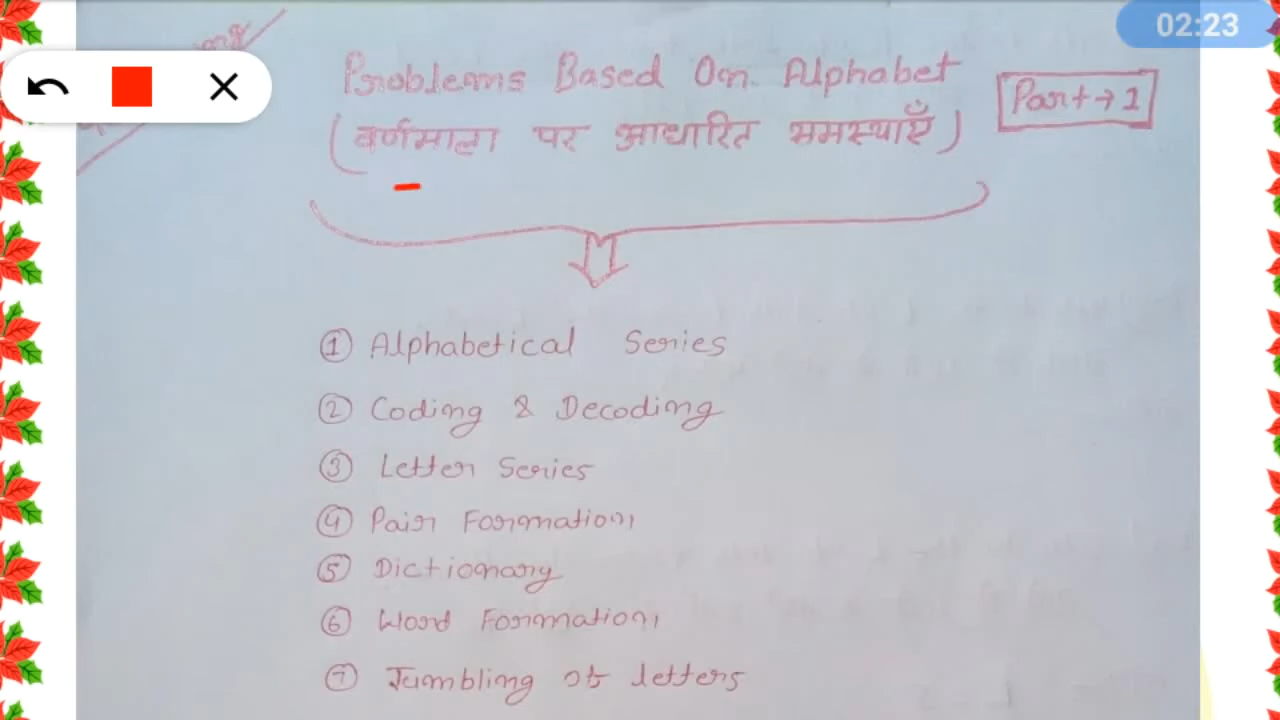 02:23
Problems Based On Alphabet
(वर्णमाला पर आधारित समस्याएँ)
Part→1
① Alphabetical Series
② Coding & Decoding
③ Letter Series
④ Pair Formation
⑤ Dictionary
⑥ Word Formation
⑦ Jumbling of letters